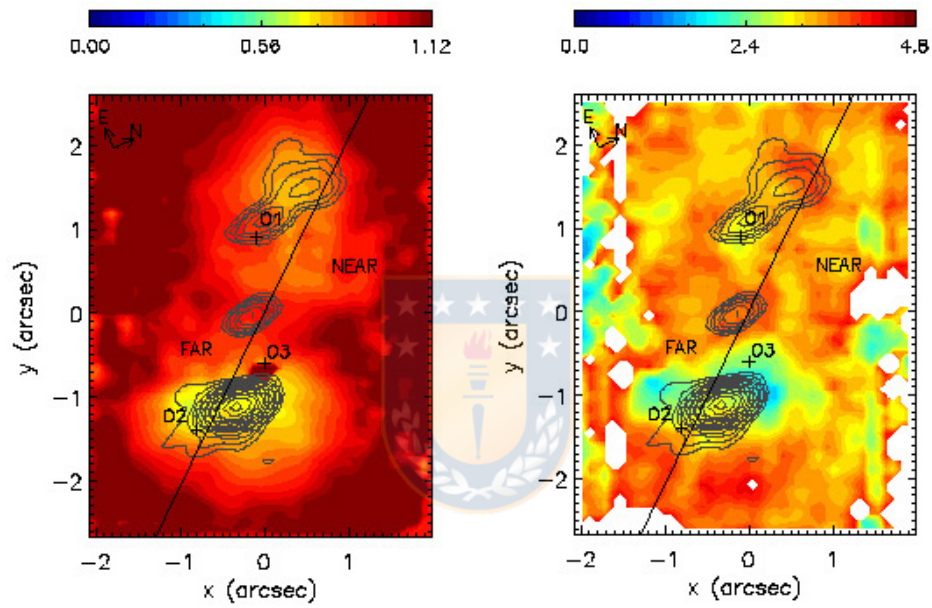 0.00 0.56 1.12
0.0 2.4 4.8
E N
E N
2
1
0
−1
−2
2
1
0
−1
−2
O1
NEAR
FAR
O3
O2
O1
NEAR
FAR
O3
O2
−2 −1 0 1
−2 −1 0 1
x (arcsec)
x (arcsec)
y (arcsec)
y (arcsec)